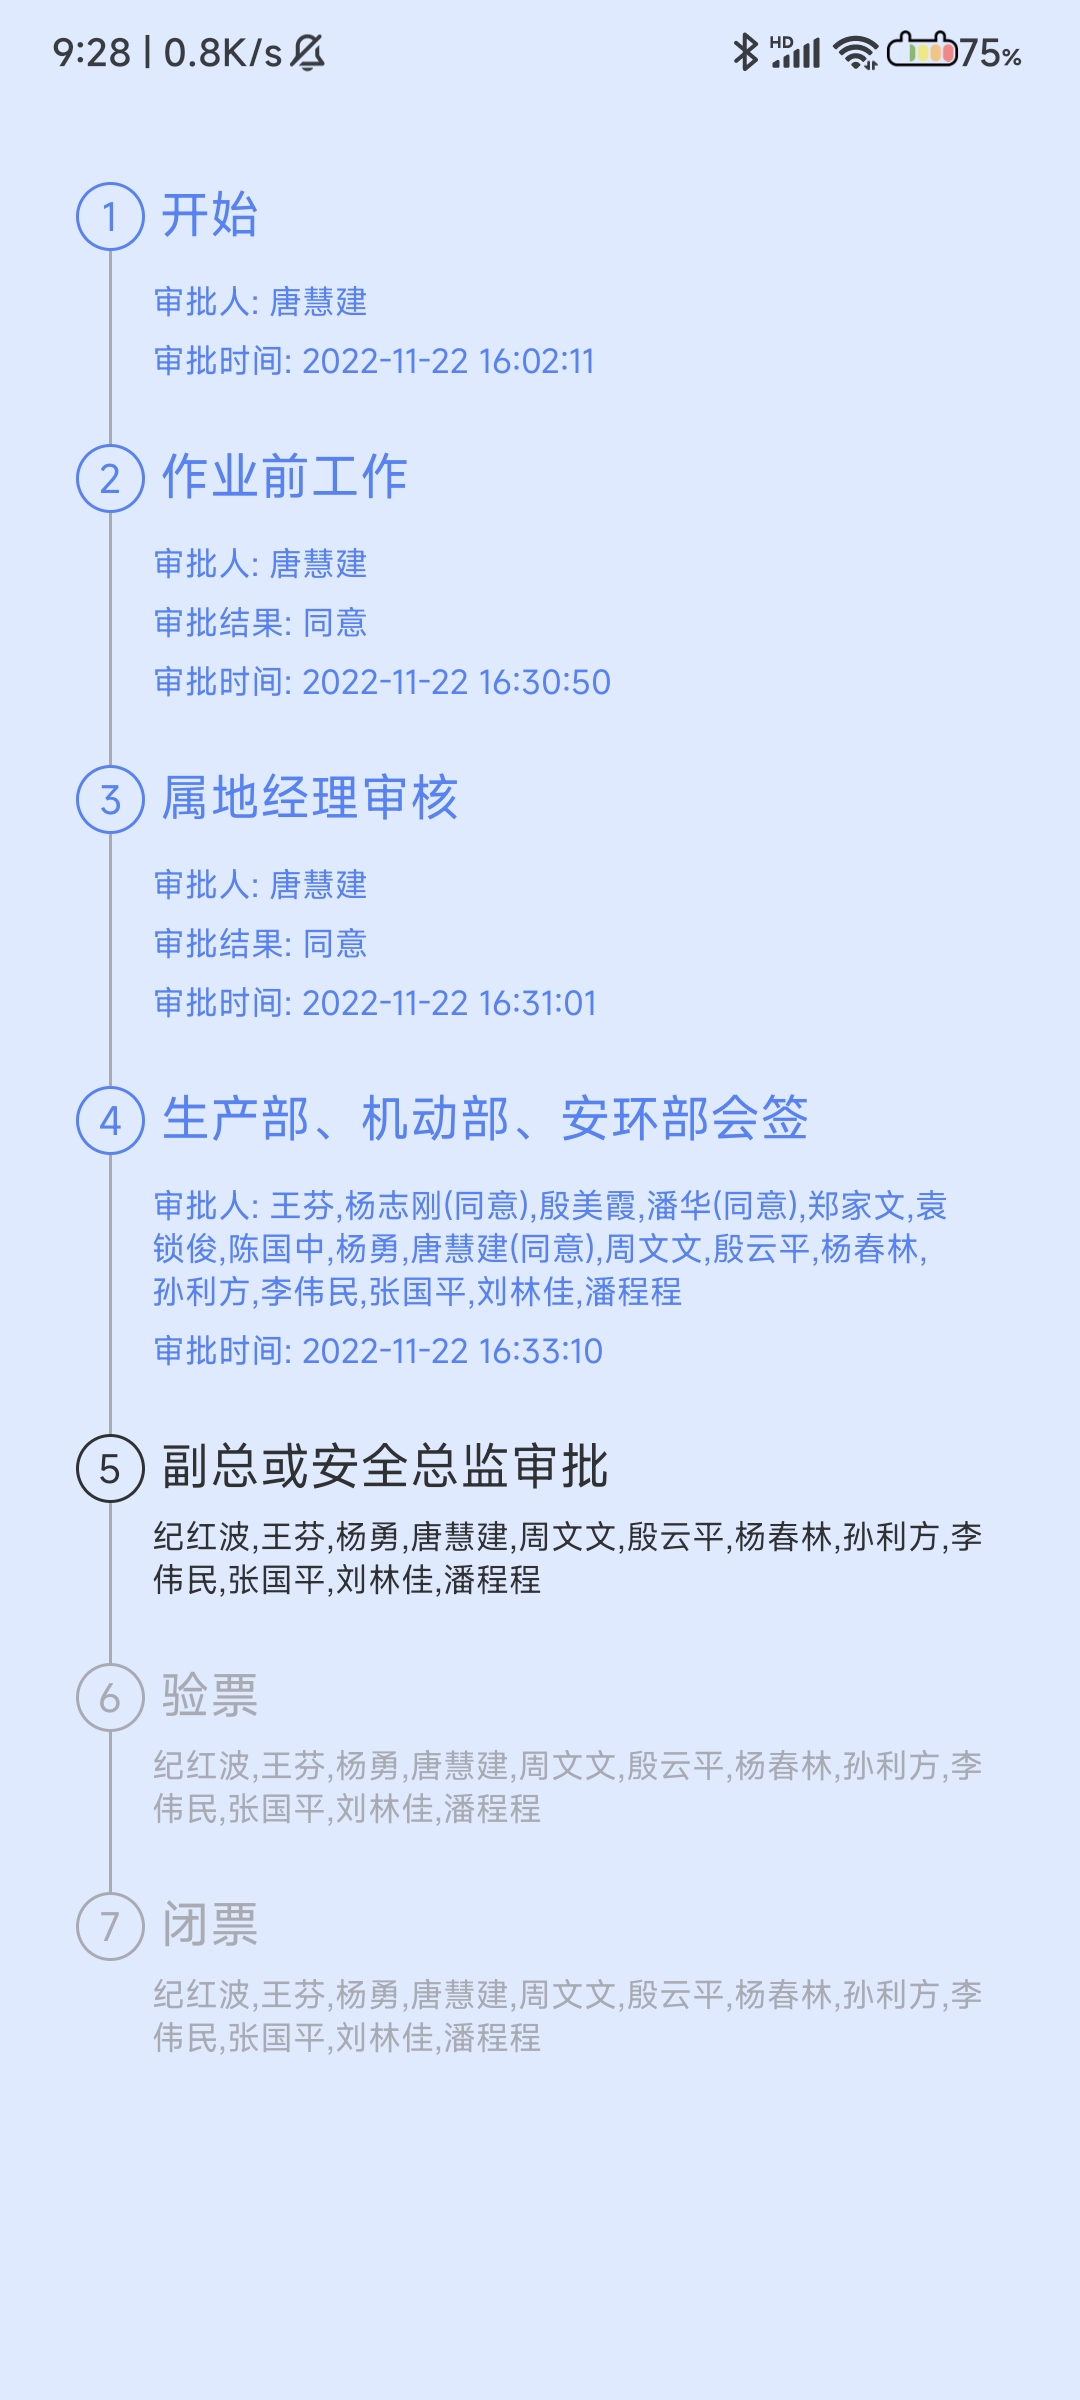 9:28 | 0.8K/s HD 75%
1 开始
审批人: 唐慧建
审批时间: 2022-11-22 16:02:11
2 作业前工作
审批人: 唐慧建
审批结果: 同意
审批时间: 2022-11-22 16:30:50
3 属地经理审核
审批人: 唐慧建
审批结果: 同意
审批时间: 2022-11-22 16:31:01
4 生产部、机动部、安环部会签
审批人: 王芬,杨志刚(同意),殷美霞,潘华(同意),郑家文,袁
锁俊,陈国中,杨勇,唐慧建(同意),周文文,殷云平,杨春林,
孙利方,李伟民,张国平,刘林佳,潘程程
审批时间: 2022-11-22 16:33:10
5 副总或安全总监审批
纪红波,王芬,杨勇,唐慧建,周文文,殷云平,杨春林,孙利方,李
伟民,张国平,刘林佳,潘程程
6 验票
纪红波,王芬,杨勇,唐慧建,周文文,殷云平,杨春林,孙利方,李
伟民,张国平,刘林佳,潘程程
7 闭票
纪红波,王芬,杨勇,唐慧建,周文文,殷云平,杨春林,孙利方,李
伟民,张国平,刘林佳,潘程程